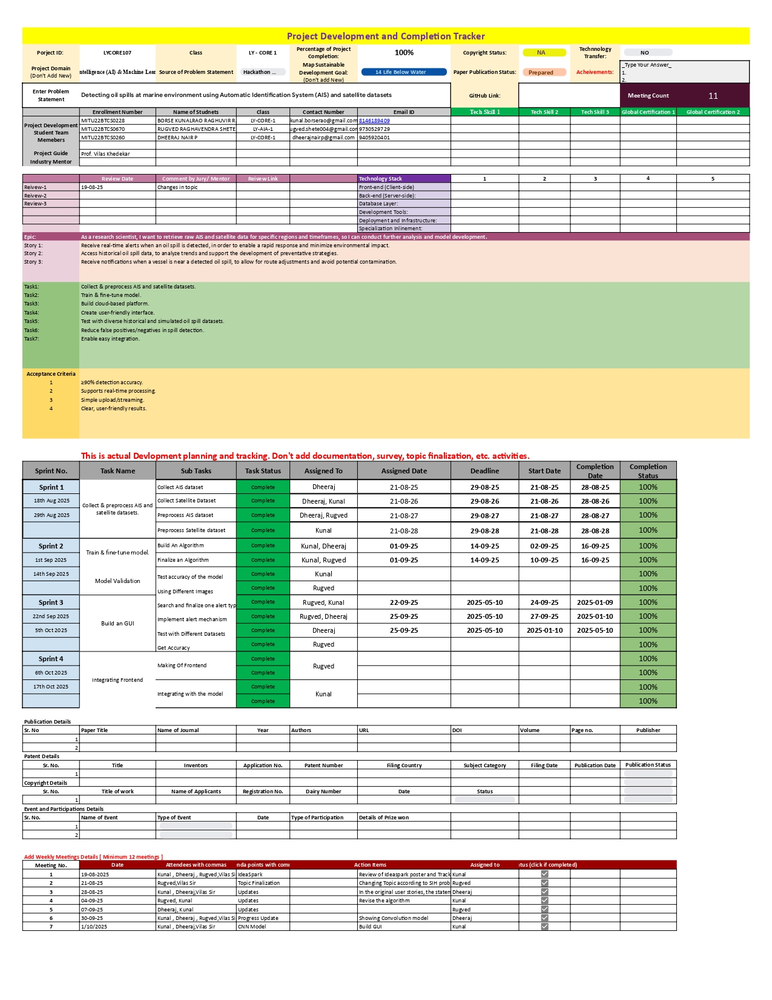 Project Development and Completion Tracker
Porject ID: LYCORE107 Class LY - CORE 1 Percentage of Project Completion: 100% Copyright Status: NA Technnology Transfer: NO
Project Domain (Don't Add New) ntelligence (AI) & Machine Lear Source of Problem Statement Hackathon ... Map Sustainable Development Goal: (Don't add New) 14 Life Below Water Paper Publication Status: Prepared Acheivements: _Type Your Answer_
1.
2.
Enter Problem Statement Detecting oil spills at marine environment using Automatic Identification System (AIS) and satellite datasets GitHub Link: Meeting Count 11
Enrollment Number Name of Studnets Class Contact Number Email ID Tech Skill 1 Tech Skill 2 Tech Skill 3 Global Certification 1 Global Certification 2
Project Development Student Team Memebers
MITU22BTCS0228 BORSE KUNALRAO RAGHUVIR R. LY-CORE-1 kunal.borserao@gmail.com 8146189409
MITU22BTCS0670 RUGVED RAGHAVENDRA SHETE LY-AIA-1 ugved.shete004@gmail.com 9730529729
MITU22BTCS0260 DHEERAJ NAIR P LY-CORE-1 dheerajnairp@gmail.com 9405920401
Project Guide Prof. Vilas Khedekar
Industry Mentor
Review Date Comment by Jury/ Mentor Reivew Link Technology Stack 1 2 3 4 5
Reivew-1 19-08-25 Changes in topic Front-end (Client-side)
Reivew-2 Back-end (Server-side):
Review-3 Database Layer:
Development Tools:
Deployment and Infrastructure:
Specialization Inlinement:
Epic: As a research scientist, I want to retrieve raw AIS and satellite data for specific regions and timeframes, so I can conduct further analysis and model development.
Story 1: Receive real-time alerts when an oil spill is detected, in order to enable a rapid response and minimize environmental impact.
Story 2: Access historical oil spill data, to analyze trends and support the development of preventative strategies.
Story 3: Receive notifications when a vessel is near a detected oil spill, to allow for route adjustments and avoid potential contamination.
Task1: Collect & preprocess AIS and satellite datasets.
Task2: Train & fine-tune model.
Task3: Build cloud-based platform.
Task4: Create user-friendly interface.
Task5: Test with diverse historical and simulated oil spill datasets.
Task6: Reduce false positives/negatives in spill detection.
Task7: Enable easy integration.
Acceptance Criteria
1 ≥90% detection accuracy.
2 Supports real-time processing.
3 Simple upload/streaming.
4 Clear, user-friendly results.
This is actual Devlopment planning and tracking. Don't add documentation, survey, topic finalization, etc. activities.
Sprint No. Task Name Sub Tasks Task Status Assigned To Assigned Date Deadline Start Date Completion Date Completion Status
Sprint 1 Collect AIS dataset Complete Dheeraj 21-08-25 29-08-25 21-08-25 28-08-25 100%
18th Aug 2025 Collect & preprocess AIS and satellite datasets. Collect Satellite Dataset Complete Dheeraj, Kunal 21-08-26 29-08-26 21-08-26 28-08-26 100%
29th Aug 2025 Preprocess AIS dataset Complete Dheeraj, Rugved 21-08-27 29-08-27 21-08-27 28-08-27 100%
Preprocess Satellite dataset Complete Kunal 21-08-28 29-08-28 21-08-28 28-08-28 100%
Sprint 2 Train & fine-tune model. Build An Algorithm Complete Kunal, Dheeraj 01-09-25 14-09-25 02-09-25 16-09-25 100%
1st Sep 2025 Finalize an Algorithm Complete Kunal, Rugved 01-09-25 14-09-25 10-09-25 16-09-25 100%
14th Sep 2025 Model Validation Test accuracy of the model Complete Kunal 100%
Using Different Images Complete Rugved 100%
Sprint 3 Search and finalize one alert typ Complete Rugved, Kunal 22-09-25 2025-05-10 24-09-25 2025-01-09 100%
22nd Sep 2025 Build an GUI Implement alert mechanism Complete Rugved, Dheeraj 25-09-25 2025-05-10 27-09-25 2025-01-10 100%
5th Oct 2025 Test with Different Datasets Complete Dheeraj 25-09-25 2025-05-10 2025-01-10 2025-05-10 100%
Get Accuracy Complete Rugved 100%
Sprint 4 Making Of Frontend Complete Rugved 100%
6th Oct 2025 Integrating Frontend Complete 100%
17th Oct 2025 Integrating with the model Complete Kunal 100%
Complete 100%
Publication Details
Sr. No Paper Title Name of Journal Year Authors URL DOI Volume Page no. Publisher
1
2
Patent Details
Sr. No. Title Inventors Application No. Patent Number Filing Country Subject Category Filing Date Publication Date Publication Status
1
Copyright Details
Sr. No. Title of work Name of Applicants Registration No. Dairy Number Date Status
1
Event and Participations Details
Sr. No. Name of Event Type of Event Date Type of Participation Details of Prize won
1
2
Add Weekly Meetings Details [ Minimum 12 meetings ]
Meeting No. Date Attendees with commas nda points with comm Action Items Assigned to atus (click if completed)
1 19-08-2025 Kunal , Dheeraj , Rugved,Vilas Si IdeaSpark Review of Ideaspark poster and Track Kunal
2 21-08-25 Rugved,Vilas Sir Topic Finalization Changing Topic according to SIH prob Rugved
3 28-08-25 Kunal , Dheeraj,Vilas Sir Updates In the original user stories, the statem Dheeraj
4 04-09-25 Rugved, Kunal Updates Revise the algorithm Kunal
5 07-09-25 Dheeraj, Kunal Updates Rugved
6 30-09-25 Kunal , Dheeraj , Rugved,Vilas Si Progress Update Showing Convolution model Dheeraj
7 1/10/2025 Kunal , Dheeraj,Vilas Sir CNN Model Build GUI Kunal